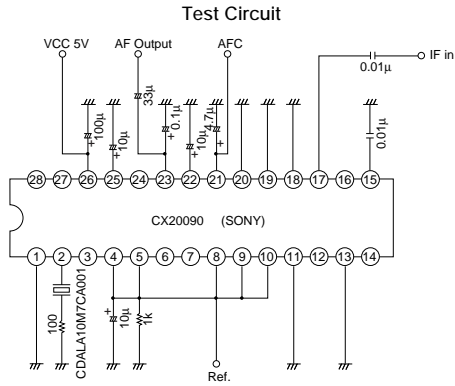 Test Circuit
VCC 5V
AF Output
AFC
IF in
0.01μ
33μ
100μ
+
10μ
+
0.1μ
+
10μ
+
4.7μ
+
0.01μ
28 27 26 25 24 23 22 21 20 19 18 17 16 15
CX20090 (SONY)
1 2 3 4 5 6 7 8 9 10 11 12 13 14
CDALA10M7CA001
100
+
10μ
1k
Ref.